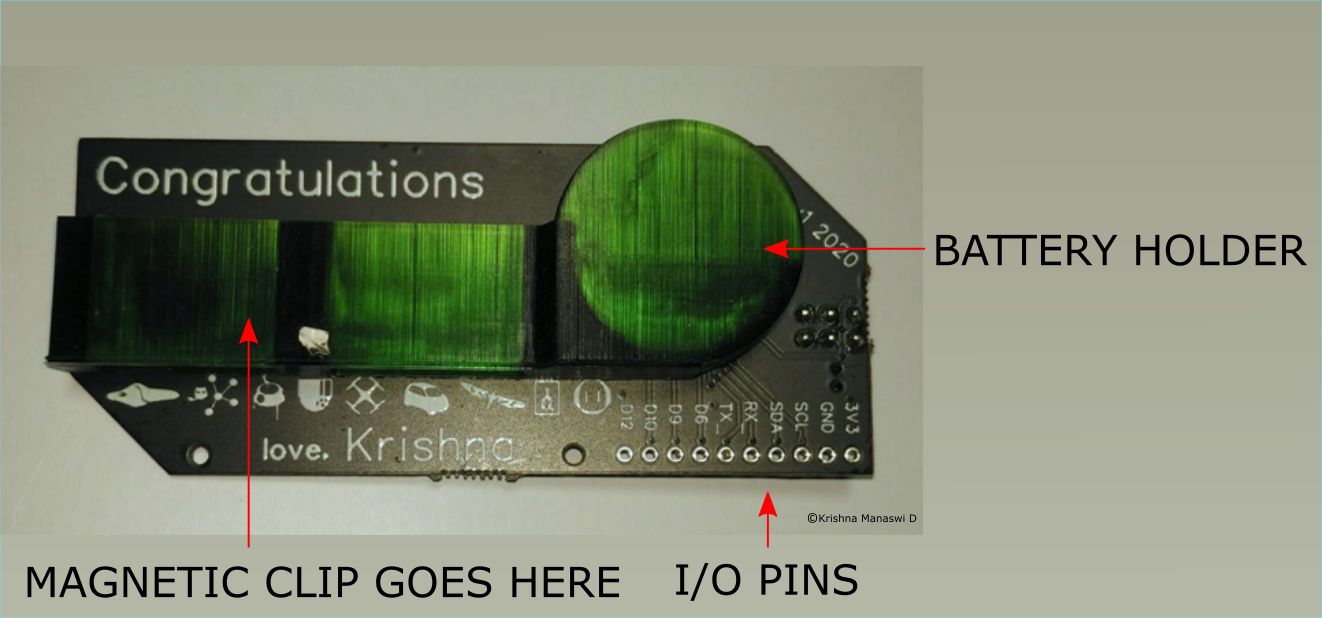 Congratulations
V1 2020
BATTERY HOLDER
D12 D10 D9 D6 TX RX SDA SCL GND 3V3
love. Krishna
©Krishna Manaswi D
MAGNETIC CLIP GOES HERE
I/O PINS